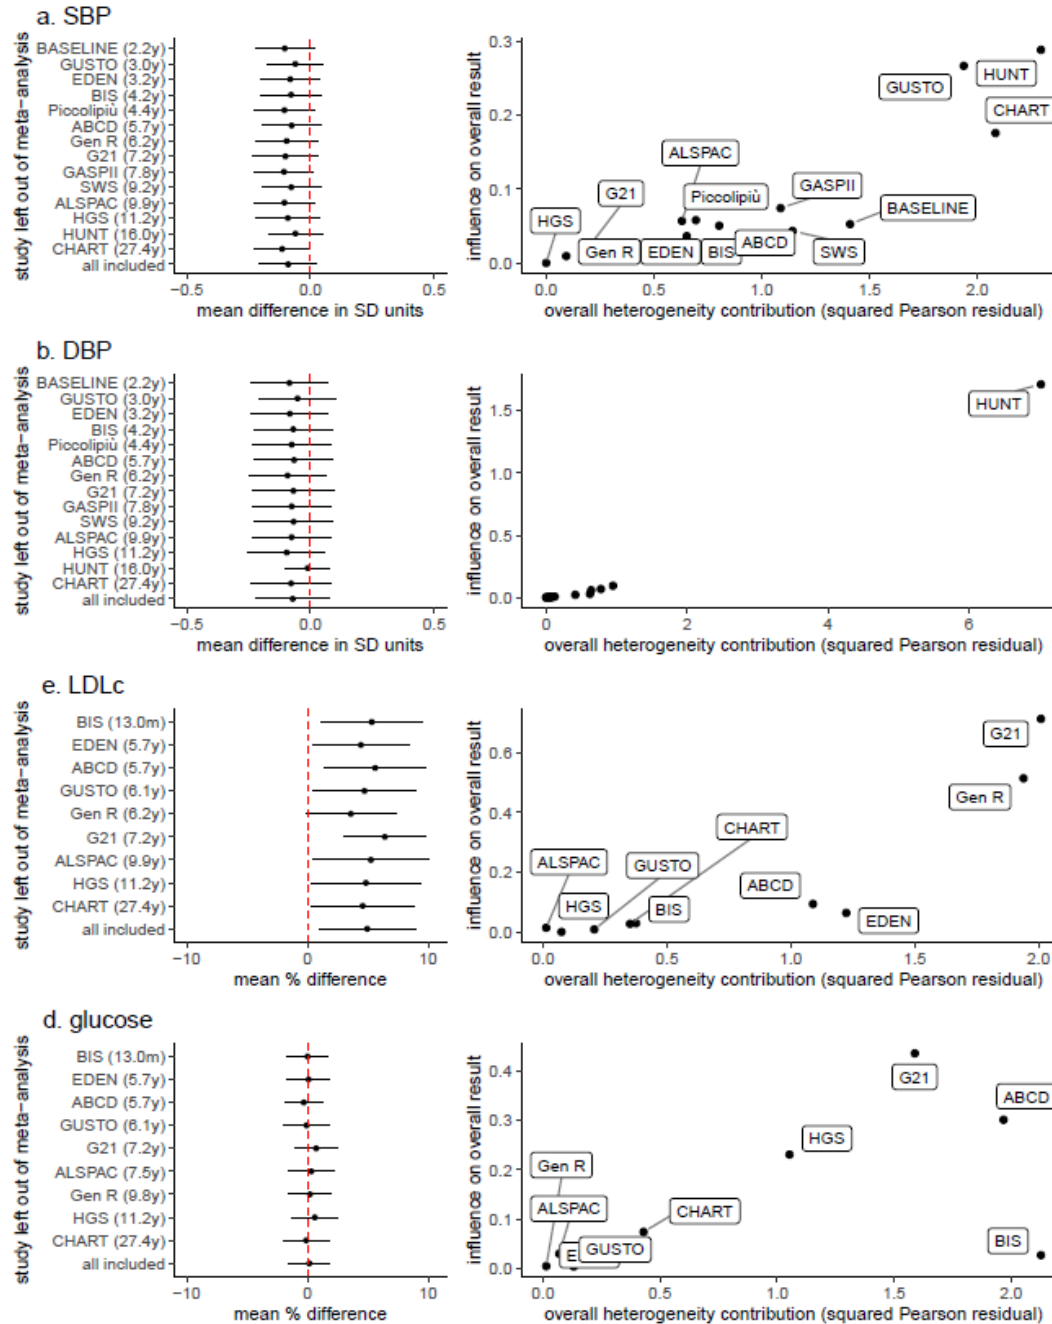 a. SBP
study left out of meta-analysis
BASELINE (2.2y)
GUSTO (3.0y)
EDEN (3.2y)
BIS (4.2y)
Piccolipiù (4.4y)
ABCD (5.7y)
Gen R (6.2y)
G21 (7.2y)
GASPII (7.8y)
SWS (9.2y)
ALSPAC (9.9y)
HGS (11.2y)
HUNT (16.0y)
CHART (27.4y)
all included
-0.5 0.0 0.5
mean difference in SD units
influence on overall result
0.3
0.2
0.1
0.0
HUNT
GUSTO
CHART
ALSPAC
G21
Piccolipiù
GASPII
BASELINE
HGS
Gen R
EDEN
BIS
ABCD
SWS
0.0 0.5 1.0 1.5 2.0
overall heterogeneity contribution (squared Pearson residual)
b. DBP
study left out of meta-analysis
BASELINE (2.2y)
GUSTO (3.0y)
EDEN (3.2y)
BIS (4.2y)
Piccolipiù (4.4y)
ABCD (5.7y)
Gen R (6.2y)
G21 (7.2y)
GASPII (7.8y)
SWS (9.2y)
ALSPAC (9.9y)
HGS (11.2y)
HUNT (16.0y)
CHART (27.4y)
all included
-0.5 0.0 0.5
mean difference in SD units
influence on overall result
1.5
1.0
0.5
0.0
HUNT
0 2 4 6
overall heterogeneity contribution (squared Pearson residual)
e. LDLc
study left out of meta-analysis
BIS (13.0m)
EDEN (5.7y)
ABCD (5.7y)
GUSTO (6.1y)
Gen R (6.2y)
G21 (7.2y)
ALSPAC (9.9y)
HGS (11.2y)
CHART (27.4y)
all included
-10 0 10
mean % difference
influence on overall result
0.6
0.4
0.2
0.0
G21
Gen R
CHART
ALSPAC
GUSTO
ABCD
HGS
BIS
EDEN
0.0 0.5 1.0 1.5 2.0
overall heterogeneity contribution (squared Pearson residual)
d. glucose
study left out of meta-analysis
BIS (13.0m)
EDEN (5.7y)
ABCD (5.7y)
GUSTO (6.1y)
G21 (7.2y)
ALSPAC (7.5y)
Gen R (9.8y)
HGS (11.2y)
CHART (27.4y)
all included
-10 0 10
mean % difference
influence on overall result
0.4
0.3
0.2
0.1
0.0
G21
ABCD
HGS
Gen R
ALSPAC
CHART
GUSTO
BIS
0.0 0.5 1.0 1.5 2.0
overall heterogeneity contribution (squared Pearson residual)